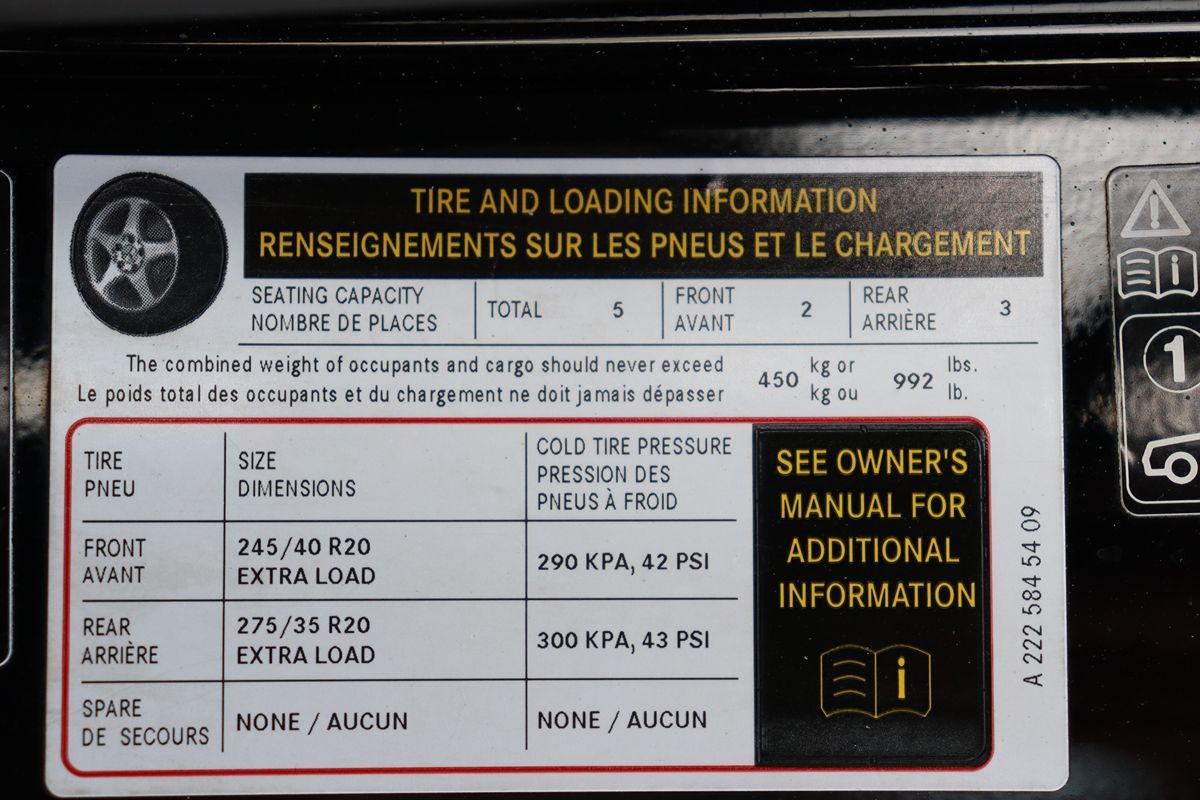 TIRE AND LOADING INFORMATION
RENSEIGNEMENTS SUR LES PNEUS ET LE CHARGEMENT
SEATING CAPACITY
NOMBRE DE PLACES
TOTAL 5
FRONT
AVANT
2
REAR
ARRIÈRE
3
The combined weight of occupants and cargo should never exceed
Le poids total des occupants et du chargement ne doit jamais dépasser
450
kg or
kg ou
992
lbs.
lb.
TIRE
PNEU
SIZE
DIMENSIONS
COLD TIRE PRESSURE
PRESSION DES
PNEUS À FROID
FRONT
AVANT
245/40 R20
EXTRA LOAD
290 KPA, 42 PSI
REAR
ARRIÈRE
275/35 R20
EXTRA LOAD
300 KPA, 43 PSI
SPARE
DE SECOURS
NONE / AUCUN
NONE / AUCUN
SEE OWNER'S
MANUAL FOR
ADDITIONAL
INFORMATION
i
A 222 584 54 09
!
i
1